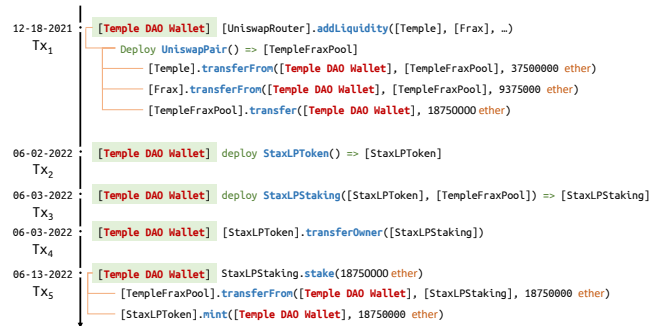 12-18-2021 [Temple DAO Wallet] [UniswapRouter].addLiquidity([Temple], [Frax], …)
Tx1 Deploy UniswapPair() => [TempleFraxPool]
[Temple].transferFrom([Temple DAO Wallet], [TempleFraxPool], 37500000 ether)
[Frax].transferFrom([Temple DAO Wallet], [TempleFraxPool], 9375000 ether)
[TempleFraxPool].transfer([Temple DAO Wallet], 18750000 ether)
06-02-2022 [Temple DAO Wallet] deploy StaxLPToken() => [StaxLPToken]
Tx2
06-03-2022 [Temple DAO Wallet] deploy StaxLPStaking([StaxLPToken], [TempleFraxPool]) => [StaxLPStaking]
Tx3
06-03-2022 [Temple DAO Wallet] [StaxLPToken].transferOwner([StaxLPStaking])
Tx4
06-13-2022 [Temple DAO Wallet] StaxLPStaking.stake(18750000 ether)
Tx5 [TempleFraxPool].transferFrom([Temple DAO Wallet], [StaxLPStaking], 18750000 ether)
[StaxLPToken].mint([Temple DAO Wallet], 18750000 ether)